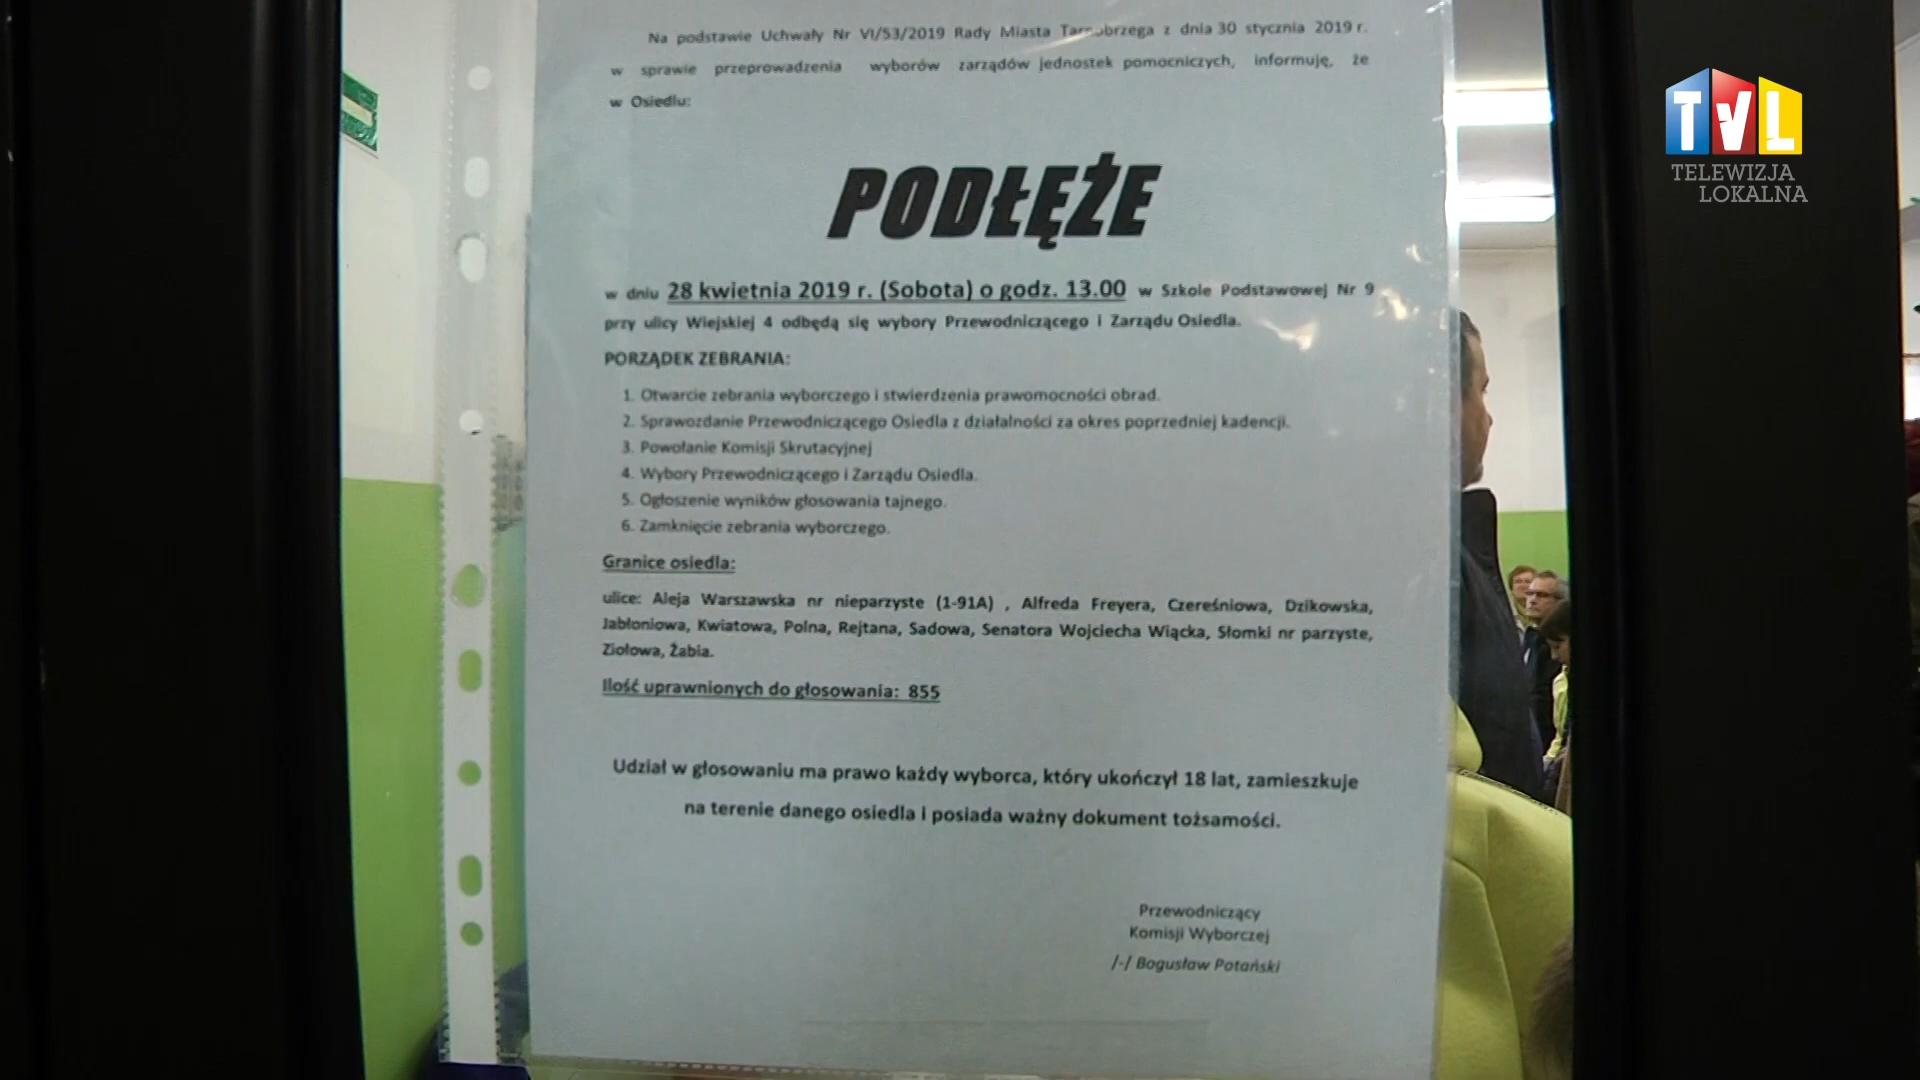 Na podstawie Uchwały Nr VI/53/2019 Rady Miasta Tarnobrzega z dnia 30 stycznia 2019 r.
w sprawie przeprowadzenia wyborów zarządów jednostek pomocniczych, informuję, że
w Osiedlu:
TVL
TELEWIZJA
LOKALNA
PODŁĘŻE
w dniu 28 kwietnia 2019 r. (Sobota) o godz. 13.00 w Szkole Podstawowej Nr 9
przy ulicy Wiejskiej 4 odbędą się wybory Przewodniczącego i Zarządu Osiedla.
PORZĄDEK ZEBRANIA:
1. Otwarcie zebrania wyborczego i stwierdzenia prawomocności obrad.
2. Sprawozdanie Przewodniczącego Osiedla z działalności za okres poprzedniej kadencji.
3. Powołanie Komisji Skrutacyjnej
4. Wybory Przewodniczącego i Zarządu Osiedla.
5. Ogłoszenie wyników głosowania tajnego.
6. Zamknięcie zebrania wyborczego.
Granice osiedla:
ulice: Aleja Warszawska nr nieparzyste (1-91A) , Alfreda Freyera, Czereśniowa, Dzikowska,
Jabłoniowa, Kwiatowa, Polna, Rejtana, Sadowa, Senatora Wojciecha Wiącka, Słomki nr parzyste,
Ziołowa, Żabia.
Ilość uprawnionych do głosowania: 855
Udział w głosowaniu ma prawo każdy wyborca, który ukończył 18 lat, zamieszkuje
na terenie danego osiedla i posiada ważny dokument tożsamości.
Przewodniczący
Komisji Wyborczej
/-/ Bogusław Potański